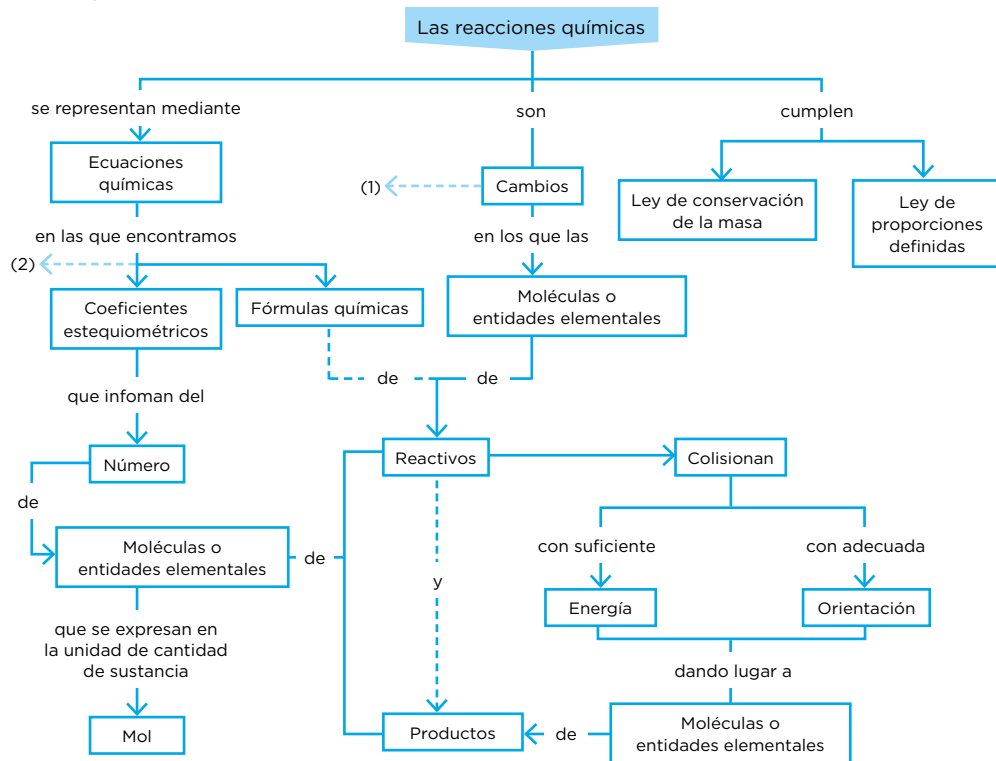 Las reacciones químicas
se representan mediante
son
cumplen
Ecuaciones
químicas
(1)
Cambios
Ley de conservación
de la masa
Ley de
proporciones
definidas
en las que encontramos
en los que las
(2)
Coeficientes
estequiométricos
Fórmulas químicas
Moléculas o
entidades elementales
de
de
que infoman del
Número
Reactivos
Colisionan
de
Moléculas o
entidades elementales
de
y
con suficiente
con adecuada
Energía
Orientación
que se expresan en
la unidad de cantidad
de sustancia
dando lugar a
Mol
Productos
de
Moléculas o
entidades elementales